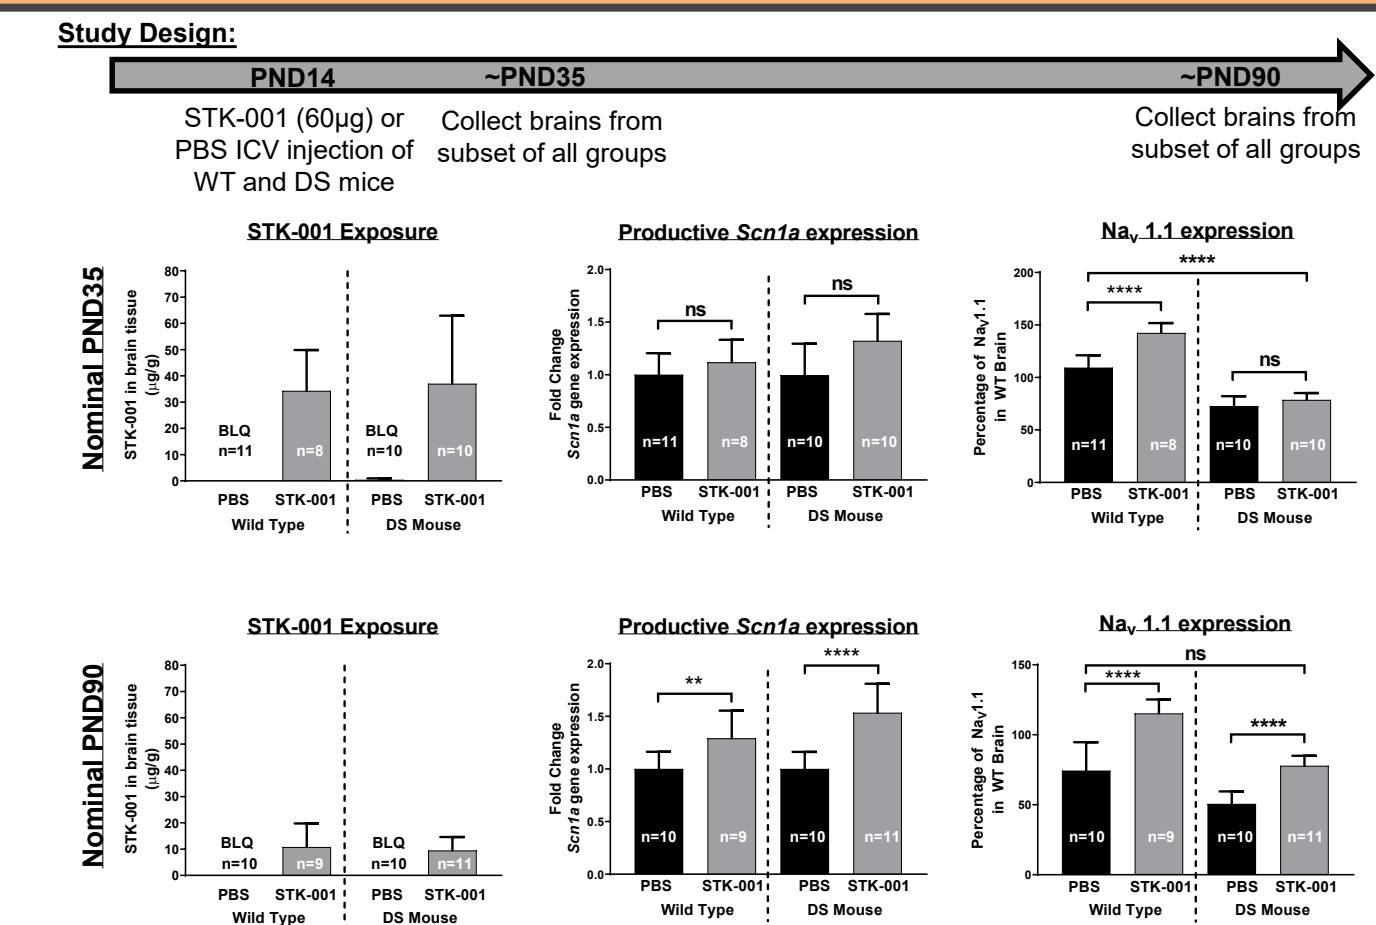 Study Design:
PND14 ~PND35 ~PND90
STK-001 (60µg) or
PBS ICV injection of
WT and DS mice
Collect brains from
subset of all groups
Collect brains from
subset of all groups
Nominal PND35
STK-001 Exposure
STK-001 in brain tissue
(µg/g)
80
70
60
50
40
30
20
10
0
BLQ
n=11
n=8
BLQ
n=10
n=10
PBS STK-001 PBS STK-001
Wild Type DS Mouse
Productive Scn1a expression
Fold Change
Scn1a gene expression
2.0
1.5
1.0
0.5
0.0
ns
ns
n=11 n=8 n=10 n=10
PBS STK-001 PBS STK-001
Wild Type DS Mouse
Nav 1.1 expression
Percentage of Nav1.1
in WT Brain
200
150
100
50
0
****
****
ns
n=11 n=8 n=10 n=10
PBS STK-001 PBS STK-001
Wild Type DS Mouse
Nominal PND90
STK-001 Exposure
STK-001 in brain tissue
(µg/g)
80
70
60
50
40
30
20
10
0
BLQ
n=10
n=9
BLQ
n=10
n=11
PBS STK-001 PBS STK-001
Wild Type DS Mouse
Productive Scn1a expression
Fold Change
Scn1a gene expression
2.0
1.5
1.0
0.5
0.0
**
****
n=10 n=9 n=10 n=11
PBS STK-001 PBS STK-001
Wild Type DS Mouse
Nav 1.1 expression
Percentage of Nav1.1
in WT Brain
150
100
50
0
ns
****
****
n=10 n=9 n=10 n=11
PBS STK-001 PBS STK-001
Wild Type DS Mouse